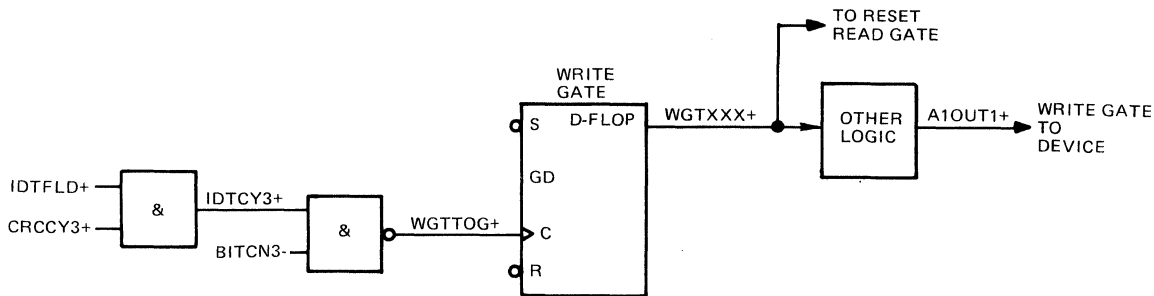 TO RESET
READ GATE
WRITE
GATE
S
D-FLOP
WGTXXX+
OTHER
LOGIC
A1OUT1+
WRITE GATE
TO
DEVICE
GD
IDTFLD+
&
IDTCY3+
CRCCY3+
&
WGTTOG+
C
BITCN3-
R